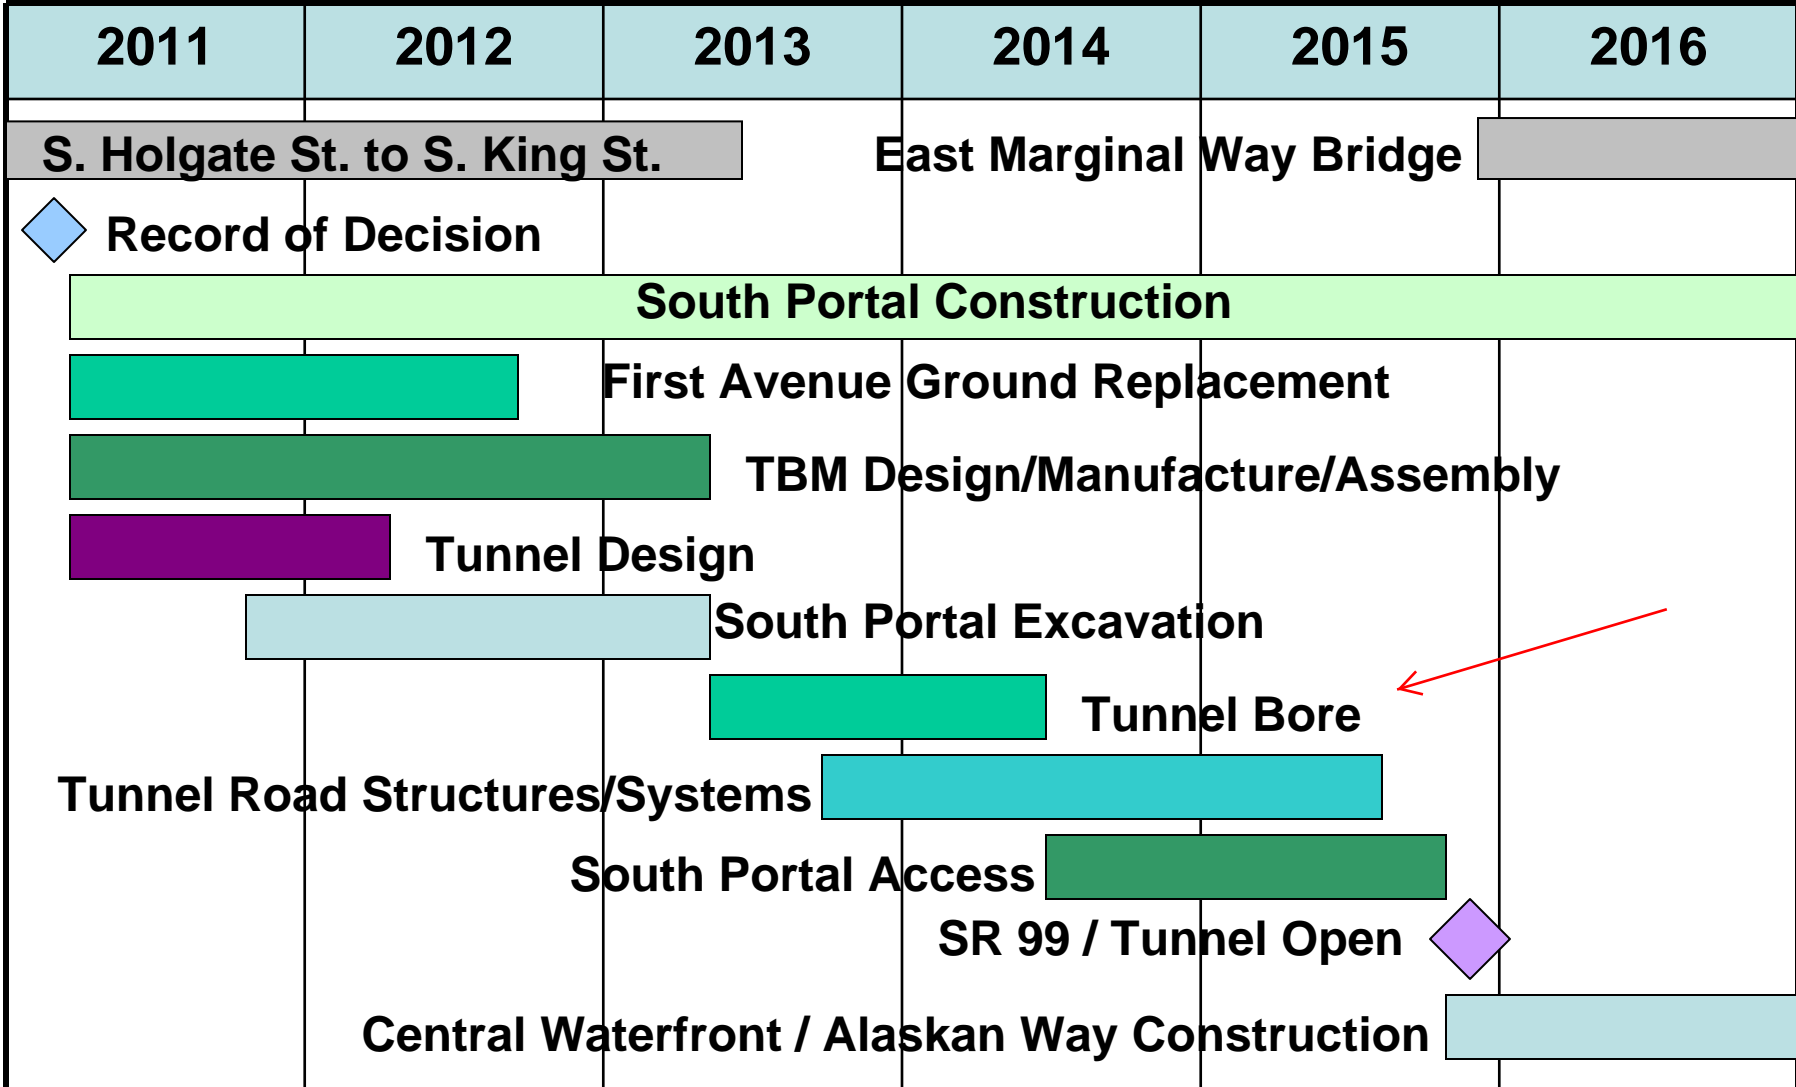 2011 2012 2013 2014 2015 2016
S. Holgate St. to S. King St. East Marginal Way Bridge
Record of Decision
South Portal Construction
First Avenue Ground Replacement
TBM Design/Manufacture/Assembly
Tunnel Design
South Portal Excavation
Tunnel Bore
Tunnel Road Structures/Systems
South Portal Access
SR 99 / Tunnel Open
Central Waterfront / Alaskan Way Construction